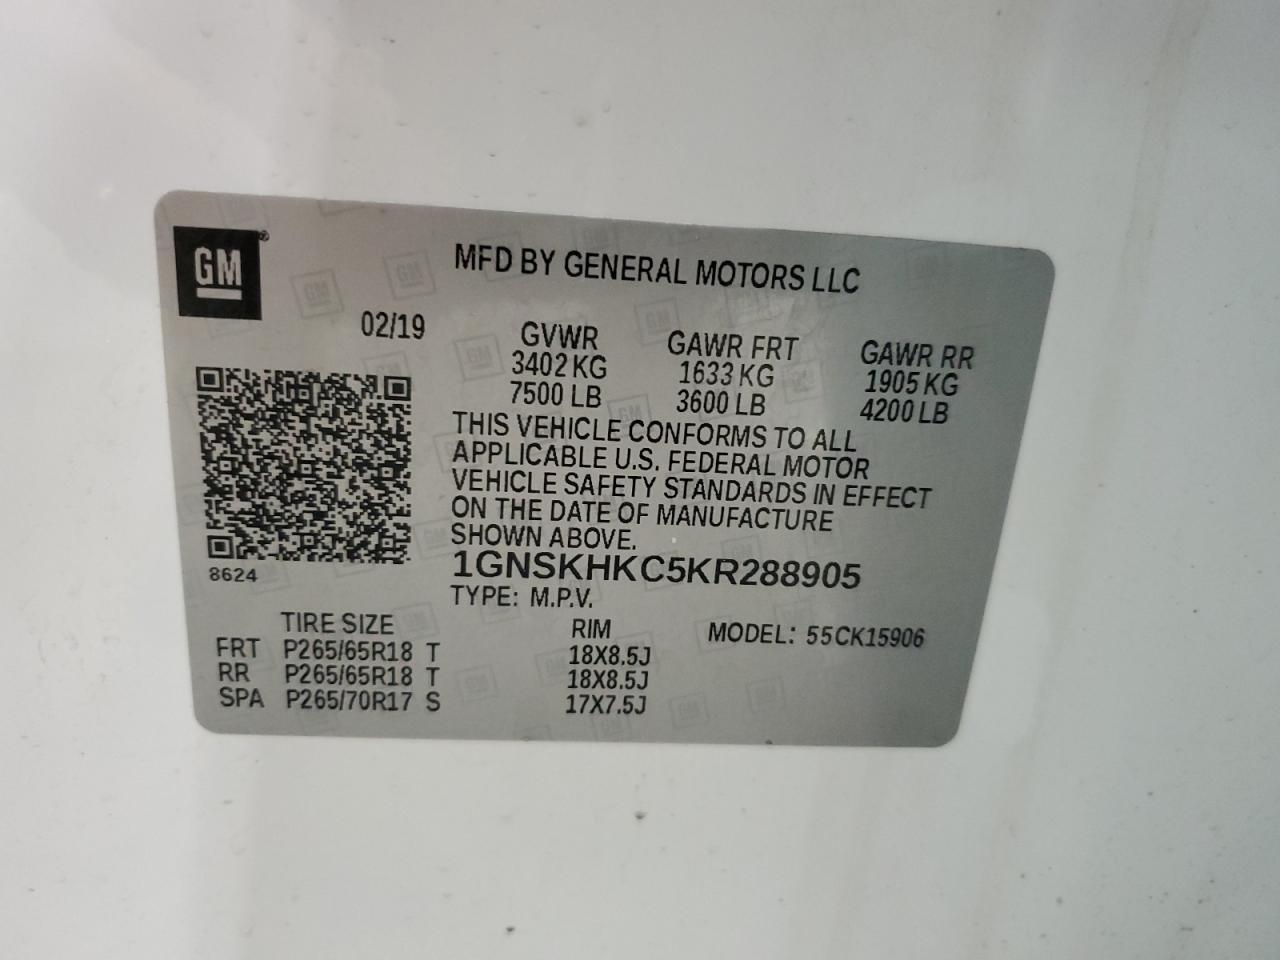 GM ®
MFD BY GENERAL MOTORS LLC
02/19
GVWR GAWR FRT GAWR RR
3402 KG 1633 KG 1905 KG
7500 LB 3600 LB 4200 LB
THIS VEHICLE CONFORMS TO ALL
APPLICABLE U.S. FEDERAL MOTOR
VEHICLE SAFETY STANDARDS IN EFFECT
ON THE DATE OF MANUFACTURE
SHOWN ABOVE.
8624
1GNSKHKC5KR288905
TYPE: M.P.V.
TIRE SIZE RIM MODEL: 55CK15906
FRT P265/65R18 T 18X8.5J
RR P265/65R18 T 18X8.5J
SPA P265/70R17 S 17X7.5J